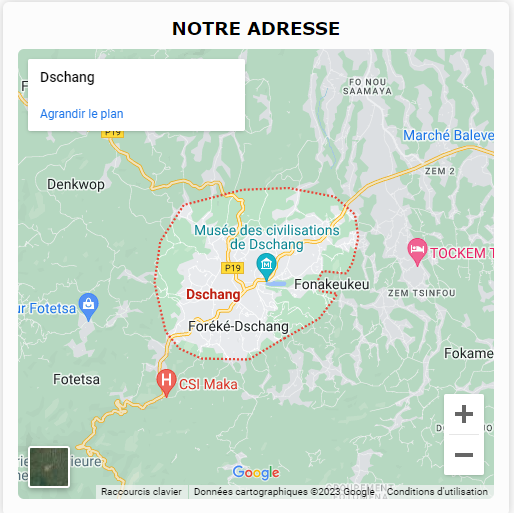 NOTRE ADRESSE
Dschang
Agrandir le plan
FO NOU
SAAMAYA
P19
Marché Baleve
ZEM 2
Denkwop
Musée des civilisations
de Dschang
TOCKEM T
P19
Fonakeukeu
Dschang
ZEM TSINFOU
ur Fotetsa
Foréké-Dschang
Fokame
Fotetsa
CSI Maka
Google
Raccourcis clavier
Données cartographiques ©2023 Google
Conditions d'utilisation